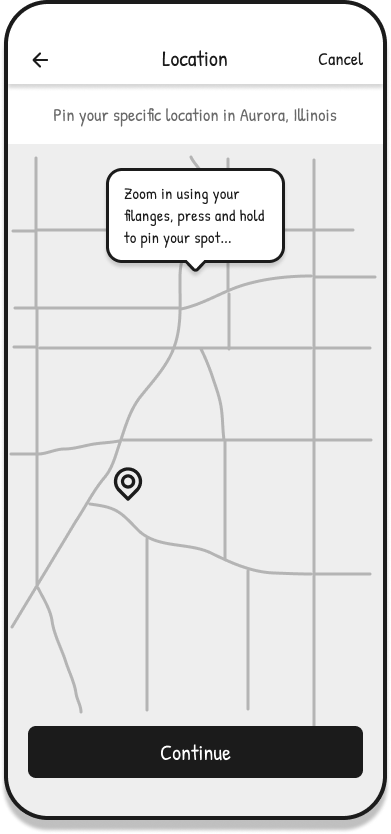 Location
Cancel
Pin your specific location in Aurora, Illinois
Zoom in using your
filanges, press and hold
to pin your spot...
Continue